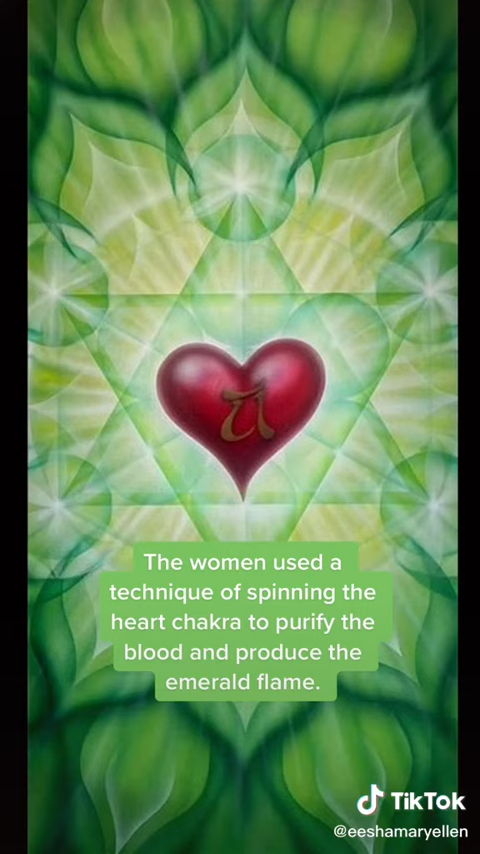 The women used a
technique of spinning the
heart chakra to purify the
blood and produce the
emerald flame.
TikTok
@eeshamaryellen